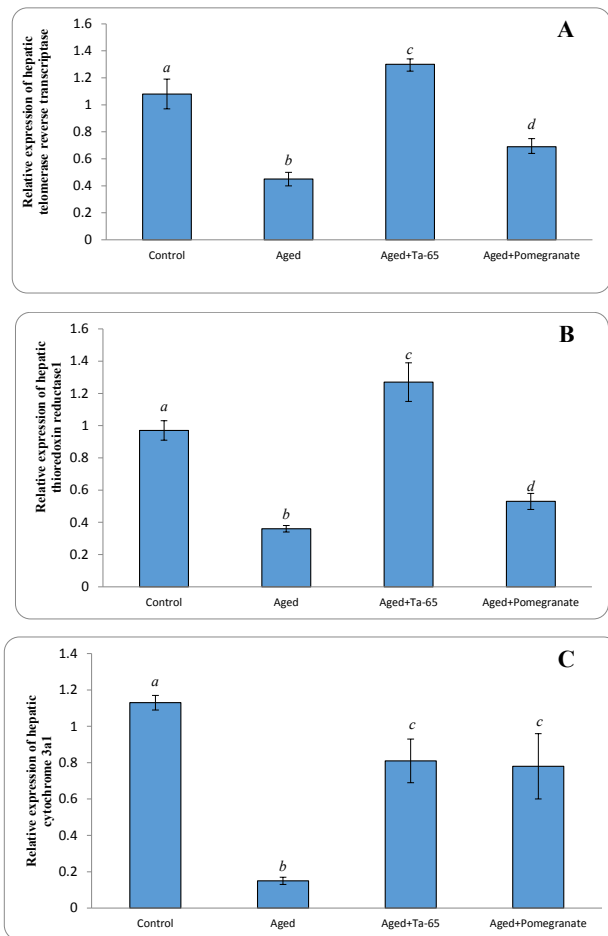 A
Relative expression of hepatic
telomerase reverse transcriptase
1.6
1.4
1.2
1
0.8
0.6
0.4
0.2
0
a
b
c
d
Control Aged Aged+Ta-65 Aged+Pomegranate
B
Relative expression of hepatic
thioredoxin reductase1
1.6
1.4
1.2
1
0.8
0.6
0.4
0.2
0
a
b
c
d
Control Aged Aged+Ta-65 Aged+Pomegranate
C
Relative expression of hepatic
cytochrome 3a1
1.4
1.2
1
0.8
0.6
0.4
0.2
0
a
b
c
c
Control Aged Aged+Ta-65 Aged+Pomegranate